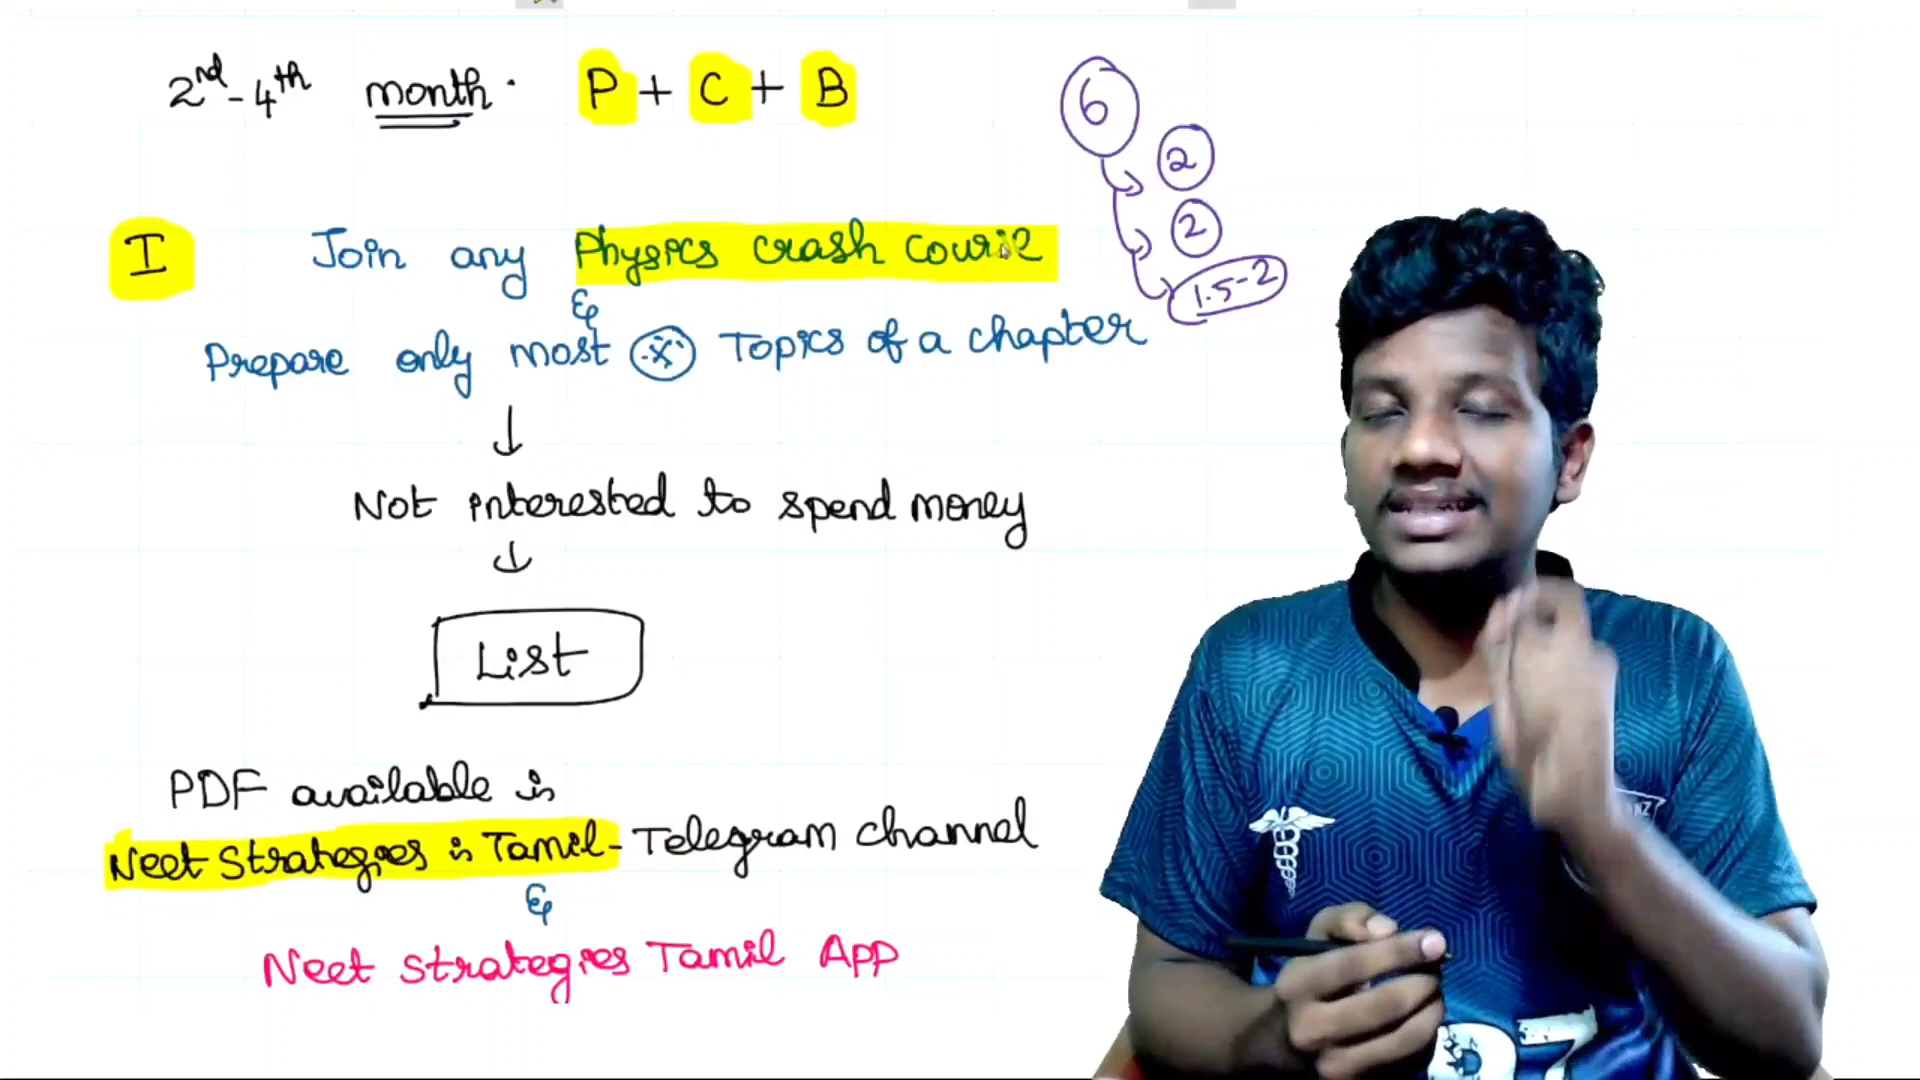 2nd - 4th month. P + C + B
6
2
2
1.5-2
I Join any Physics crash course
&
Prepare only most * Topics of a chapter
↓
Not interested to spend money
↓
List
PDF available in
Neet Strategies in Tamil - Telegram channel
&
Neet strategies Tamil App